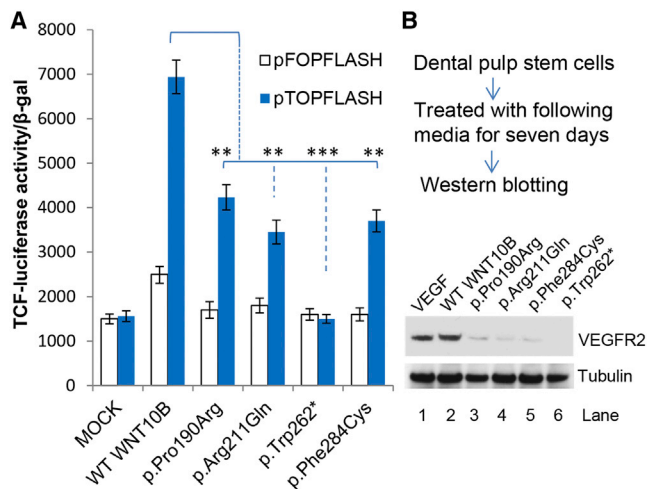 A
TCF-luciferase activity/β-gal
8000
7000
6000
5000
4000
3000
2000
1000
0
pFOPFLASH
pTOPFLASH
** ** *** **
MOCK
WT WNT10B
p.Pro190Arg
p.Arg211Gln
p.Trp262*
p.Phe284Cys
B
Dental pulp stem cells
Treated with following
media for seven days
Western blotting
VEGF
WT WNT10B
p.Pro190Arg
p.Arg211Gln
p.Phe284Cys
p.Trp262*
VEGFR2
Tubulin
1 2 3 4 5 6 Lane